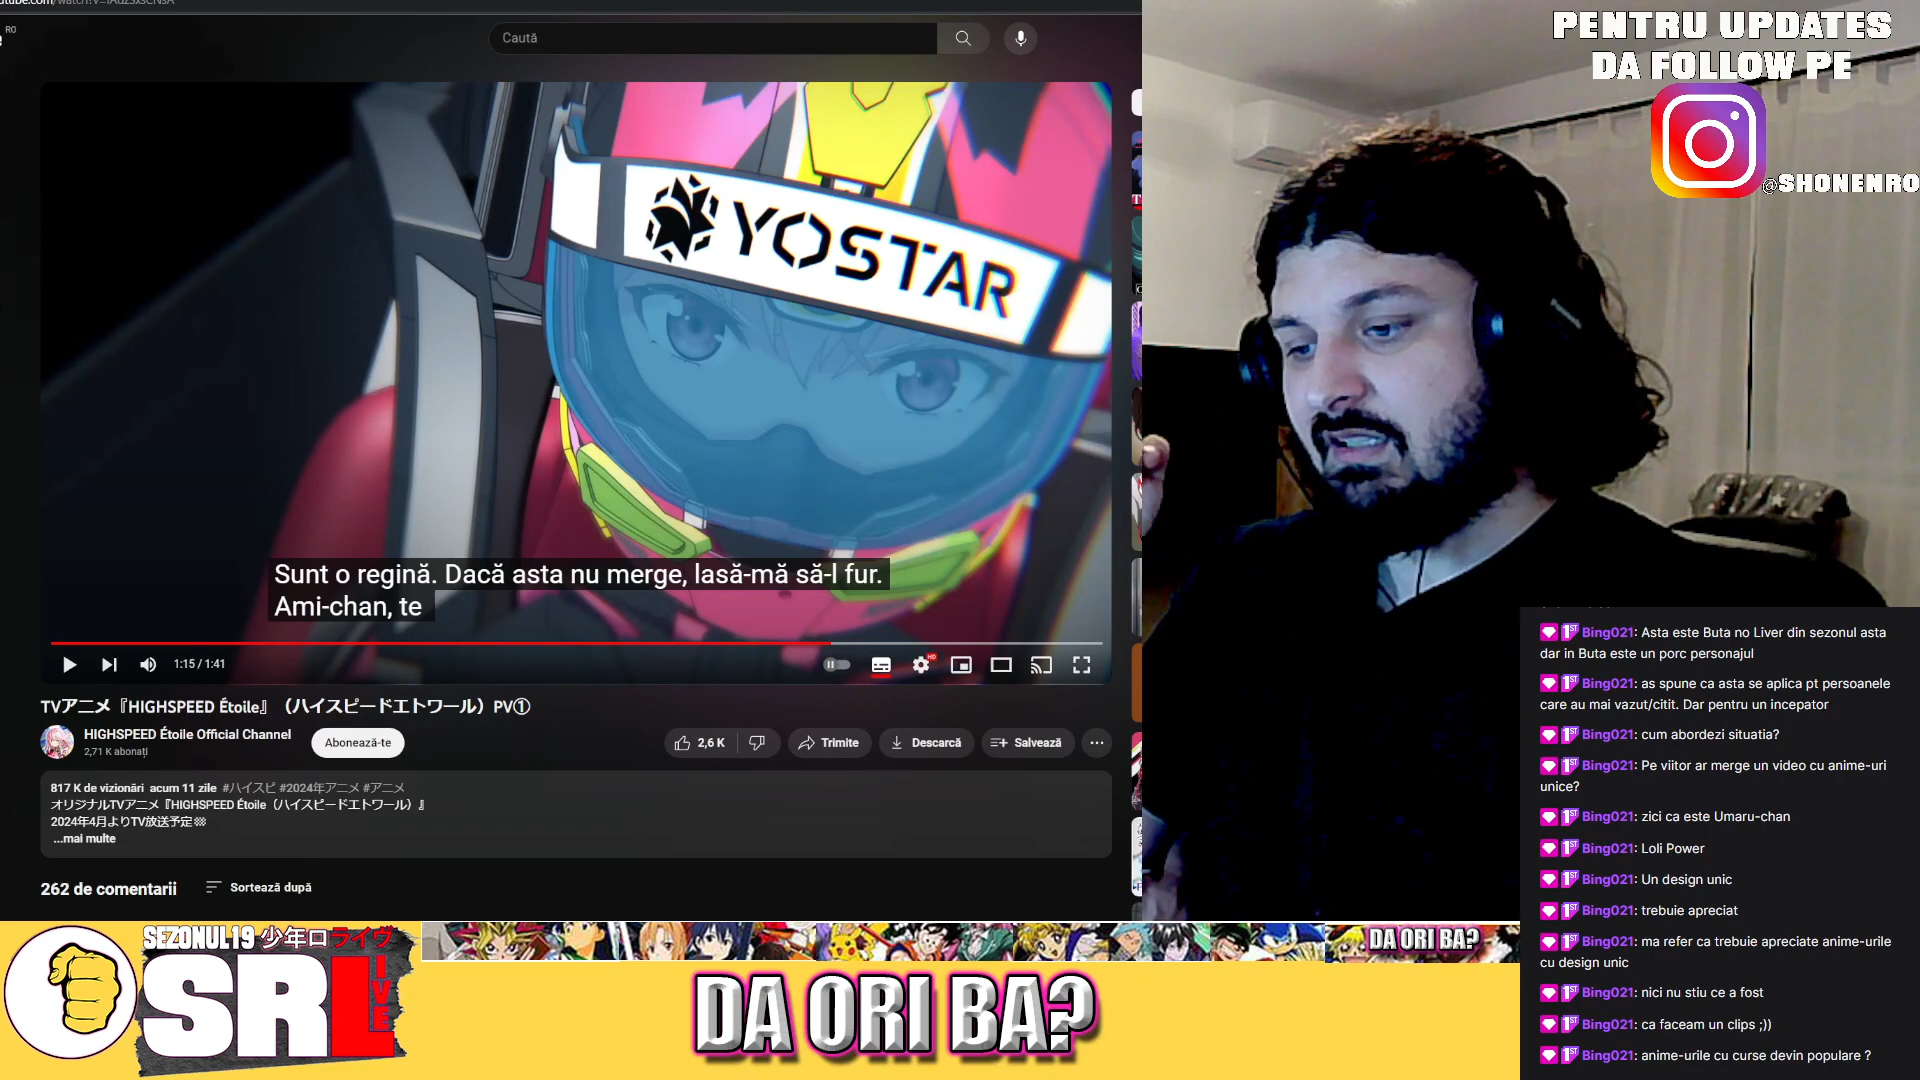 RO
Caută
YOSTAR
Sunt o regină. Dacă asta nu merge, lasă-mă să-l fur.
Ami-chan, te
1:15 / 1:41
HD
TVアニメ『HIGHSPEED Étoile』（ハイスピードエトワール）PV①
HIGHSPEED Étoile Official Channel
2,71 K abonați
Abonează-te
2,6 K
Trimite
Descarcă
Salvează
817 K de vizionări acum 11 zile #ハイスピ #2024年アニメ #アニメ
オリジナルTVアニメ『HIGHSPEED Étoile（ハイスピードエトワール）』
2024年4月よりTV放送予定🏁
...mai multe
262 de comentarii
Sortează după
PENTRU UPDATES
DA FOLLOW PE
@SHONENRO
Bing021: Asta este Buta no Liver din sezonul asta
dar in Buta este un porc personajul
Bing021: as spune ca asta se aplica pt persoanele
care au mai vazut/citit. Dar pentru un incepator
Bing021: cum abordezi situatia?
Bing021: Pe viitor ar merge un video cu anime-uri
unice?
Bing021: zici ca este Umaru-chan
Bing021: Loli Power
Bing021: Un design unic
Bing021: trebuie apreciat
Bing021: ma refer ca trebuie apreciate anime-urile
cu design unic
Bing021: nici nu stiu ce a fost
Bing021: ca faceam un clips ;))
Bing021: anime-urile cu curse devin populare ?
SEZONUL19 少年ロライヴ
SRL
LIVE
DA ORI BA?
DA ORI BA?